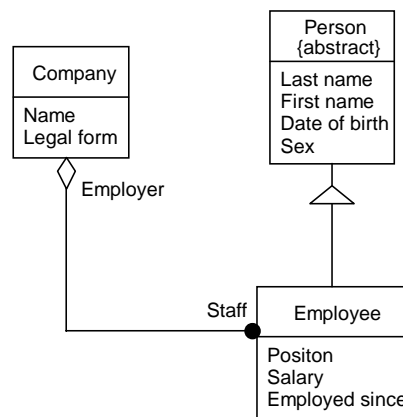 Person
{abstract}
Last name
First name
Date of birth
Sex
Company
Name
Legal form
Employer
Staff
Employee
Positon
Salary
Employed since